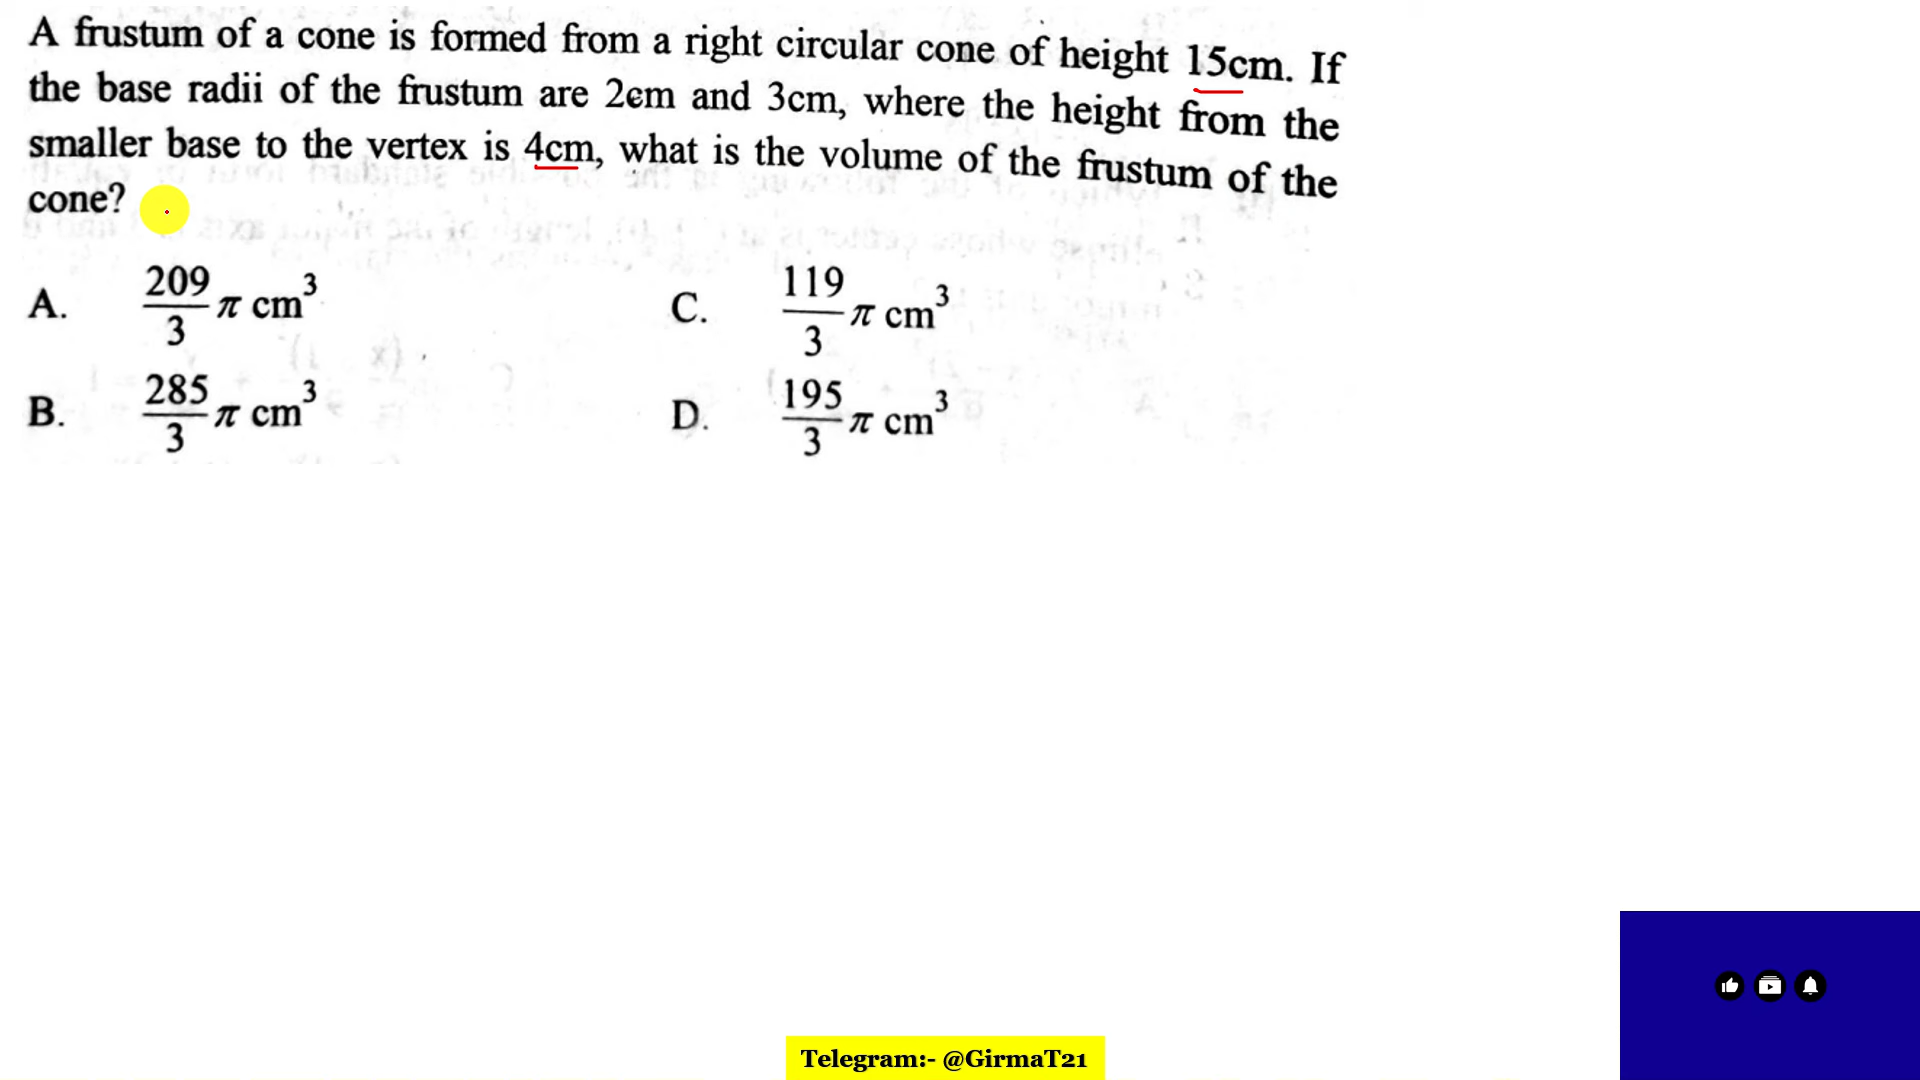 A frustum of a cone is formed from a right circular cone of height 15cm. If
the base radii of the frustum are 2cm and 3cm, where the height from the
smaller base to the vertex is 4cm, what is the volume of the frustum of the
cone?
A. 209/3 π cm³
C. 119/3 π cm³
B. 285/3 π cm³
D. 195/3 π cm³
Telegram:- @GirmaT21